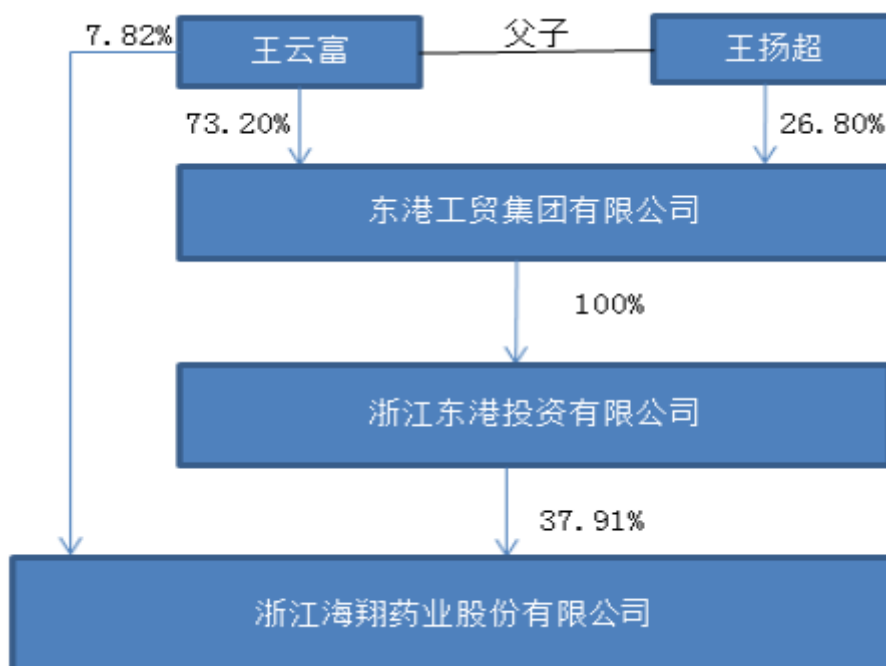 7.82%
王云富
父子
王扬超
73.20%
26.80%
东港工贸集团有限公司
100%
浙江东港投资有限公司
37.91%
浙江海翔药业股份有限公司